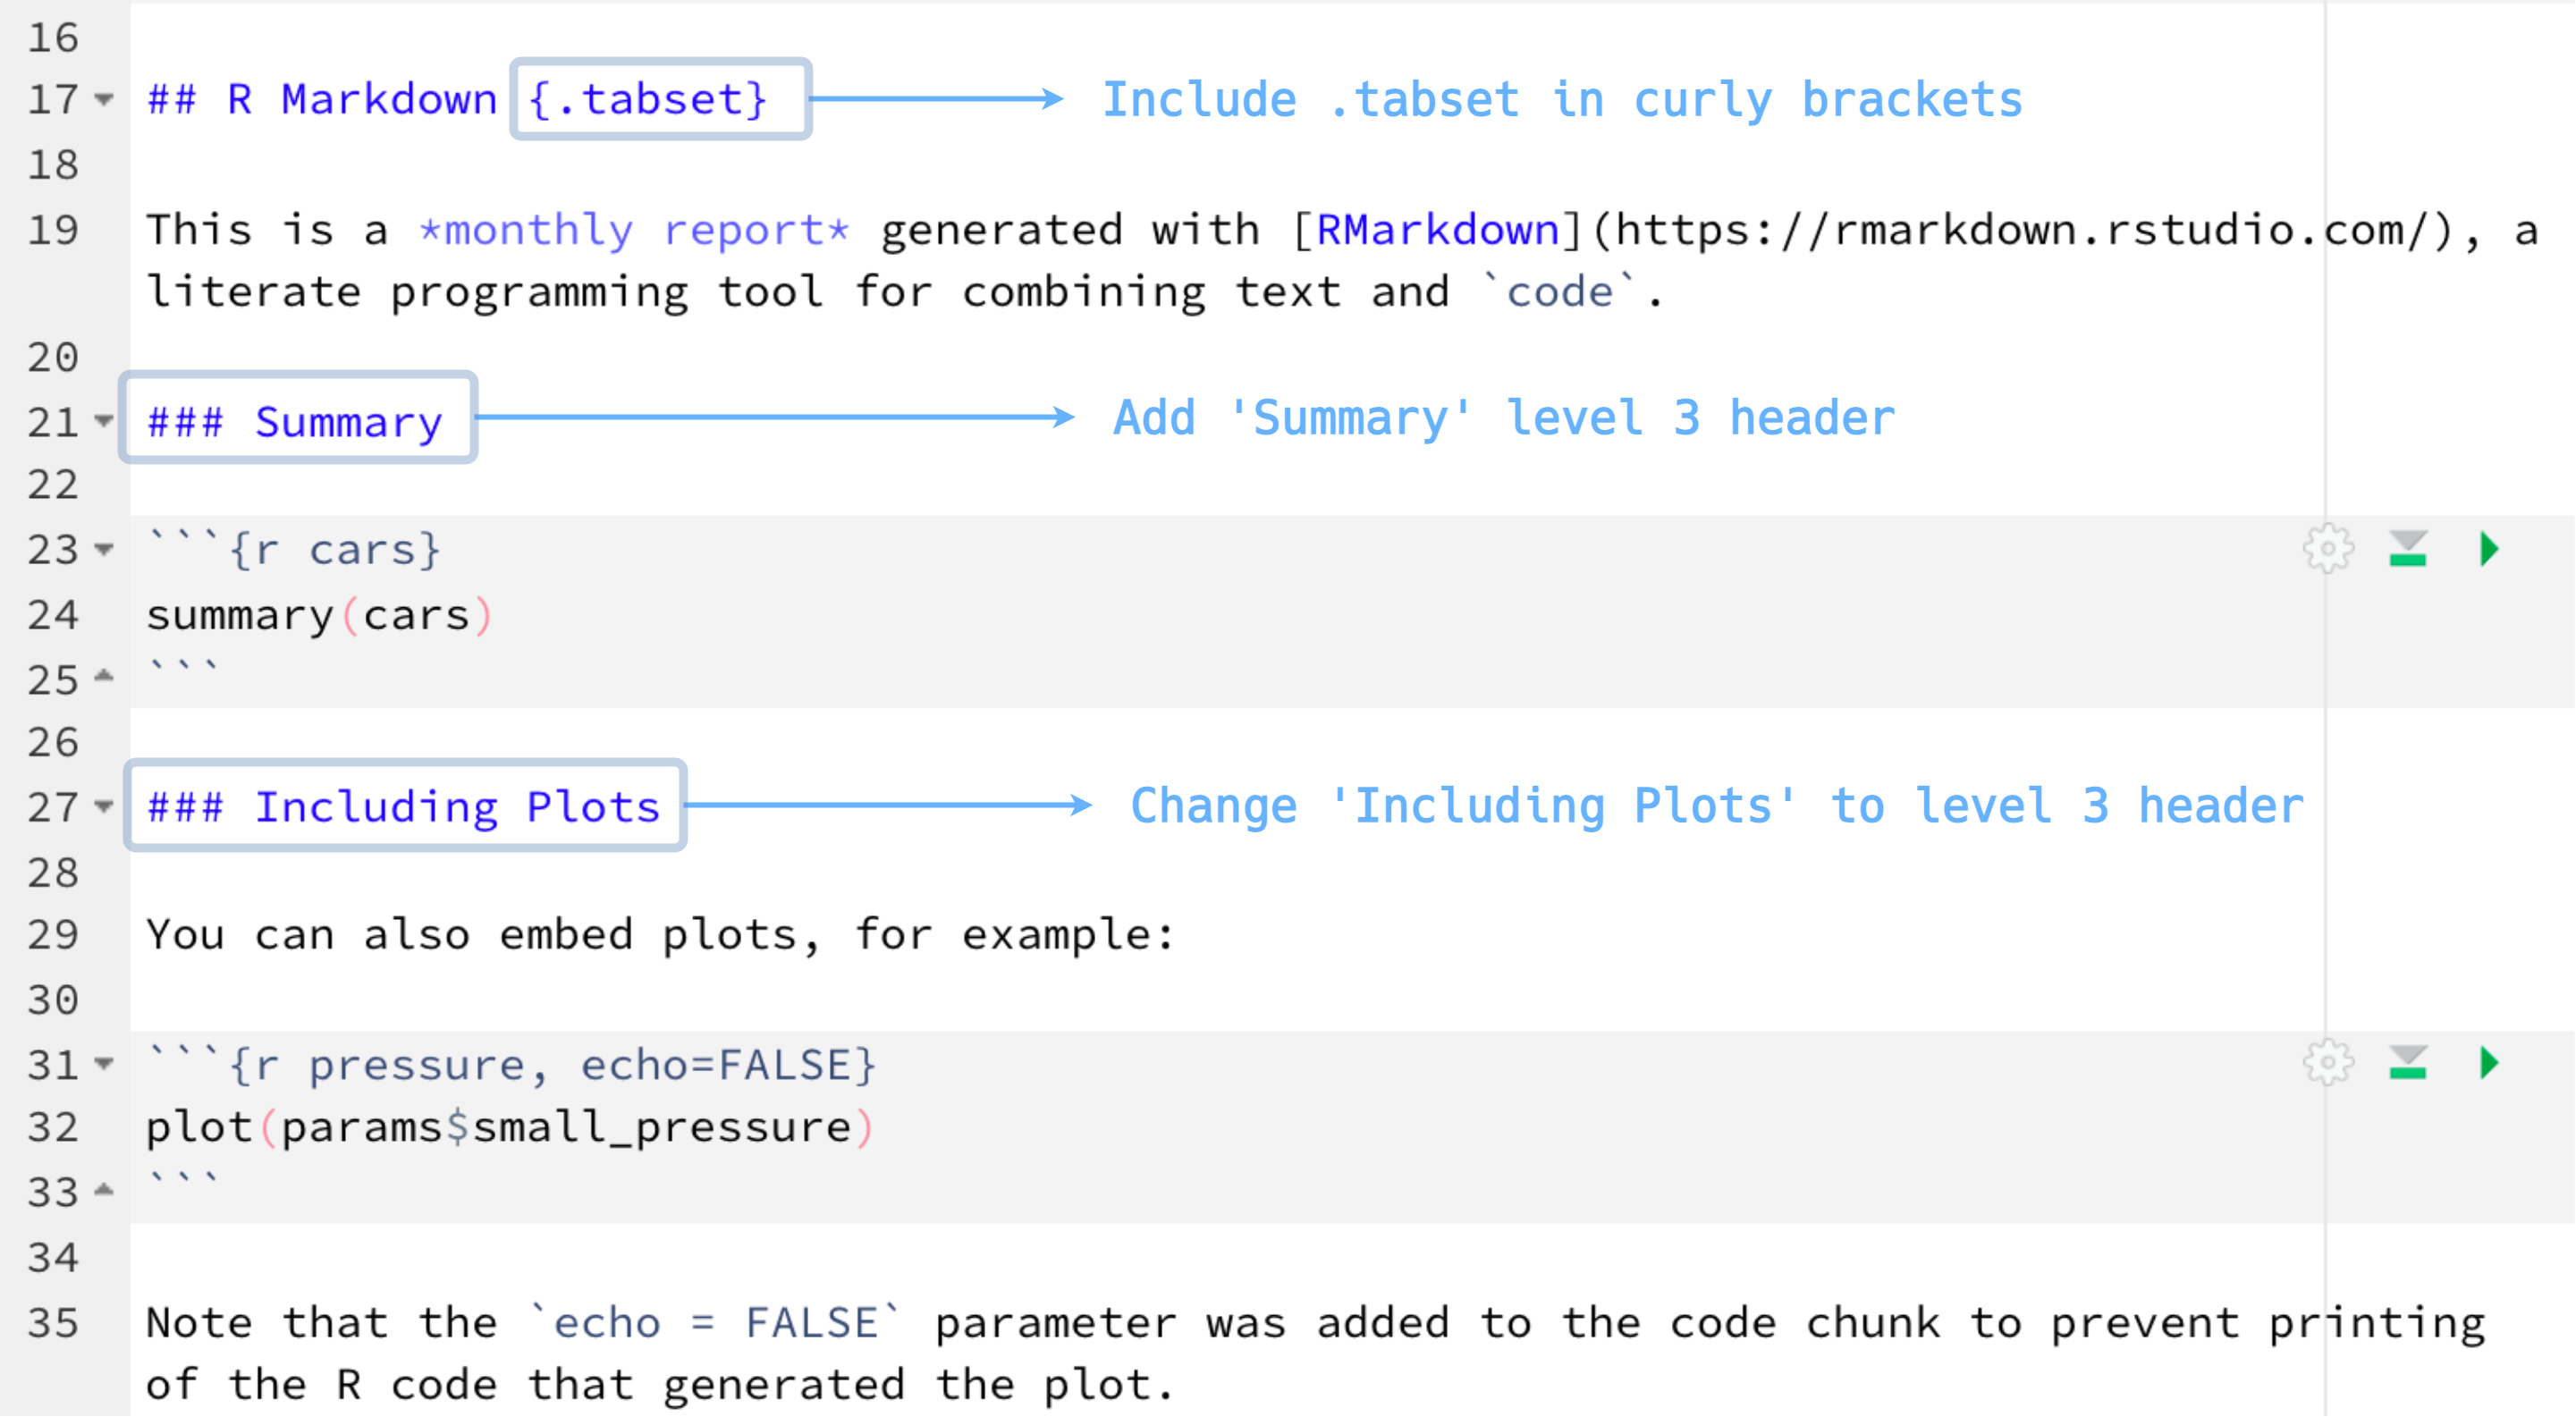 16
17 ## R Markdown {.tabset} Include .tabset in curly brackets
18
19 This is a *monthly report* generated with [RMarkdown](https://rmarkdown.rstudio.com/), a
literate programming tool for combining text and `code`.
20
21 ### Summary Add 'Summary' level 3 header
22
23 ```{r cars}
24 summary(cars)
25 ```
26
27 ### Including Plots Change 'Including Plots' to level 3 header
28
29 You can also embed plots, for example:
30
31 ```{r pressure, echo=FALSE}
32 plot(params$small_pressure)
33 ```
34
35 Note that the `echo = FALSE` parameter was added to the code chunk to prevent printing
of the R code that generated the plot.